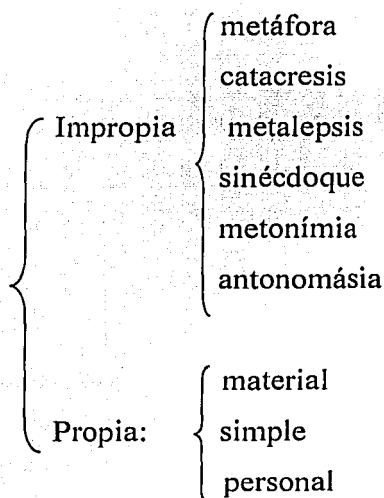 metáfora
catacresis
Impropia metalepsis
sinécdoque
metonímia
antonomásia
material
Propia: simple
personal